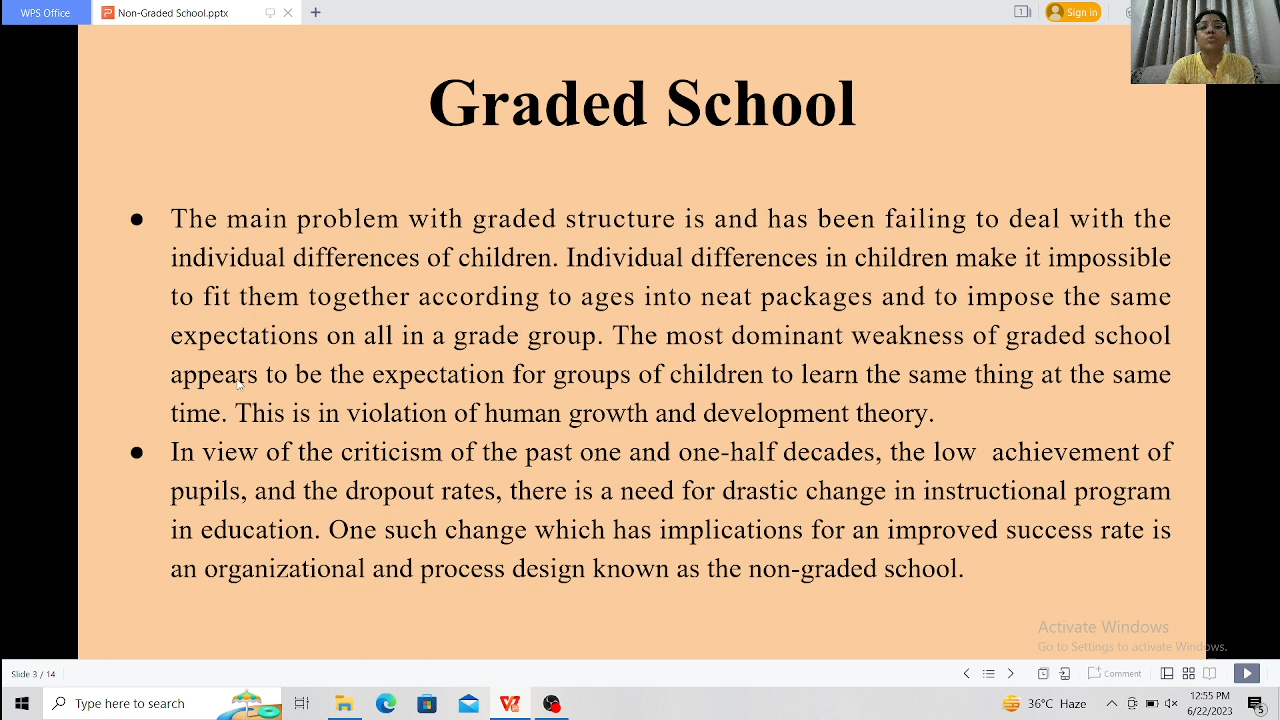 WPS Office
Non-Graded School.pptx
Sign in
Graded School
● The main problem with graded structure is and has been failing to deal with the
individual differences of children. Individual differences in children make it impossible
to fit them together according to ages into neat packages and to impose the same
expectations on all in a grade group. The most dominant weakness of graded school
appears to be the expectation for groups of children to learn the same thing at the same
time. This is in violation of human growth and development theory.
● In view of the criticism of the past one and one-half decades, the low achievement of
pupils, and the dropout rates, there is a need for drastic change in instructional program
in education. One such change which has implications for an improved success rate is
an organizational and process design known as the non-graded school.
Activate Windows
Go to Settings to activate Windows.
Slide 3 / 14
Comment
Type here to search
36°C Haze
12:55 PM
6/22/2023
5